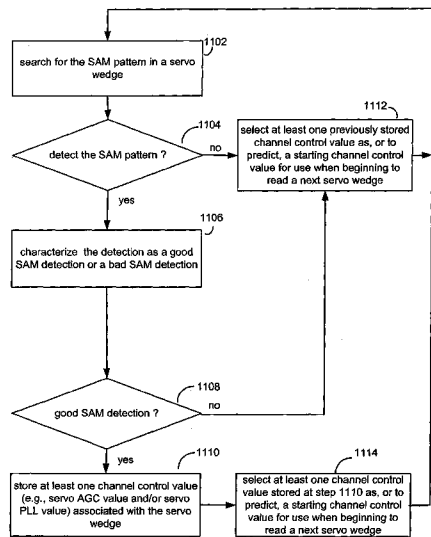 1102
search for the SAM pattern in a servo
wedge
1104
detect the SAM pattern ?
no
yes
1112
select at least one previously stored
channel control value as, or to
predict, a starting channel control
value for use when beginning to
read a next servo wedge
1106
characterize the detection as a good
SAM detection or a bad SAM detection
1108
good SAM detection ?
no
yes
1110
store at least one channel control value
(e.g., servo AGC value and/or servo
PLL value) associated with the servo
wedge
1114
select at least one channel control
value stored at step 1110 as, or to
predict, a starting channel control
value for use when beginning to
read a next servo wedge